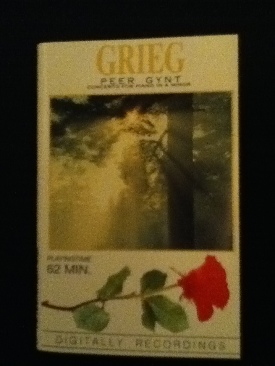 GRIEG
PEER GYNT
CONCERTO FOR PIANO IN A MINOR
PLAYINGTIME
62 MIN.
DIGITALLY RECORDINGS